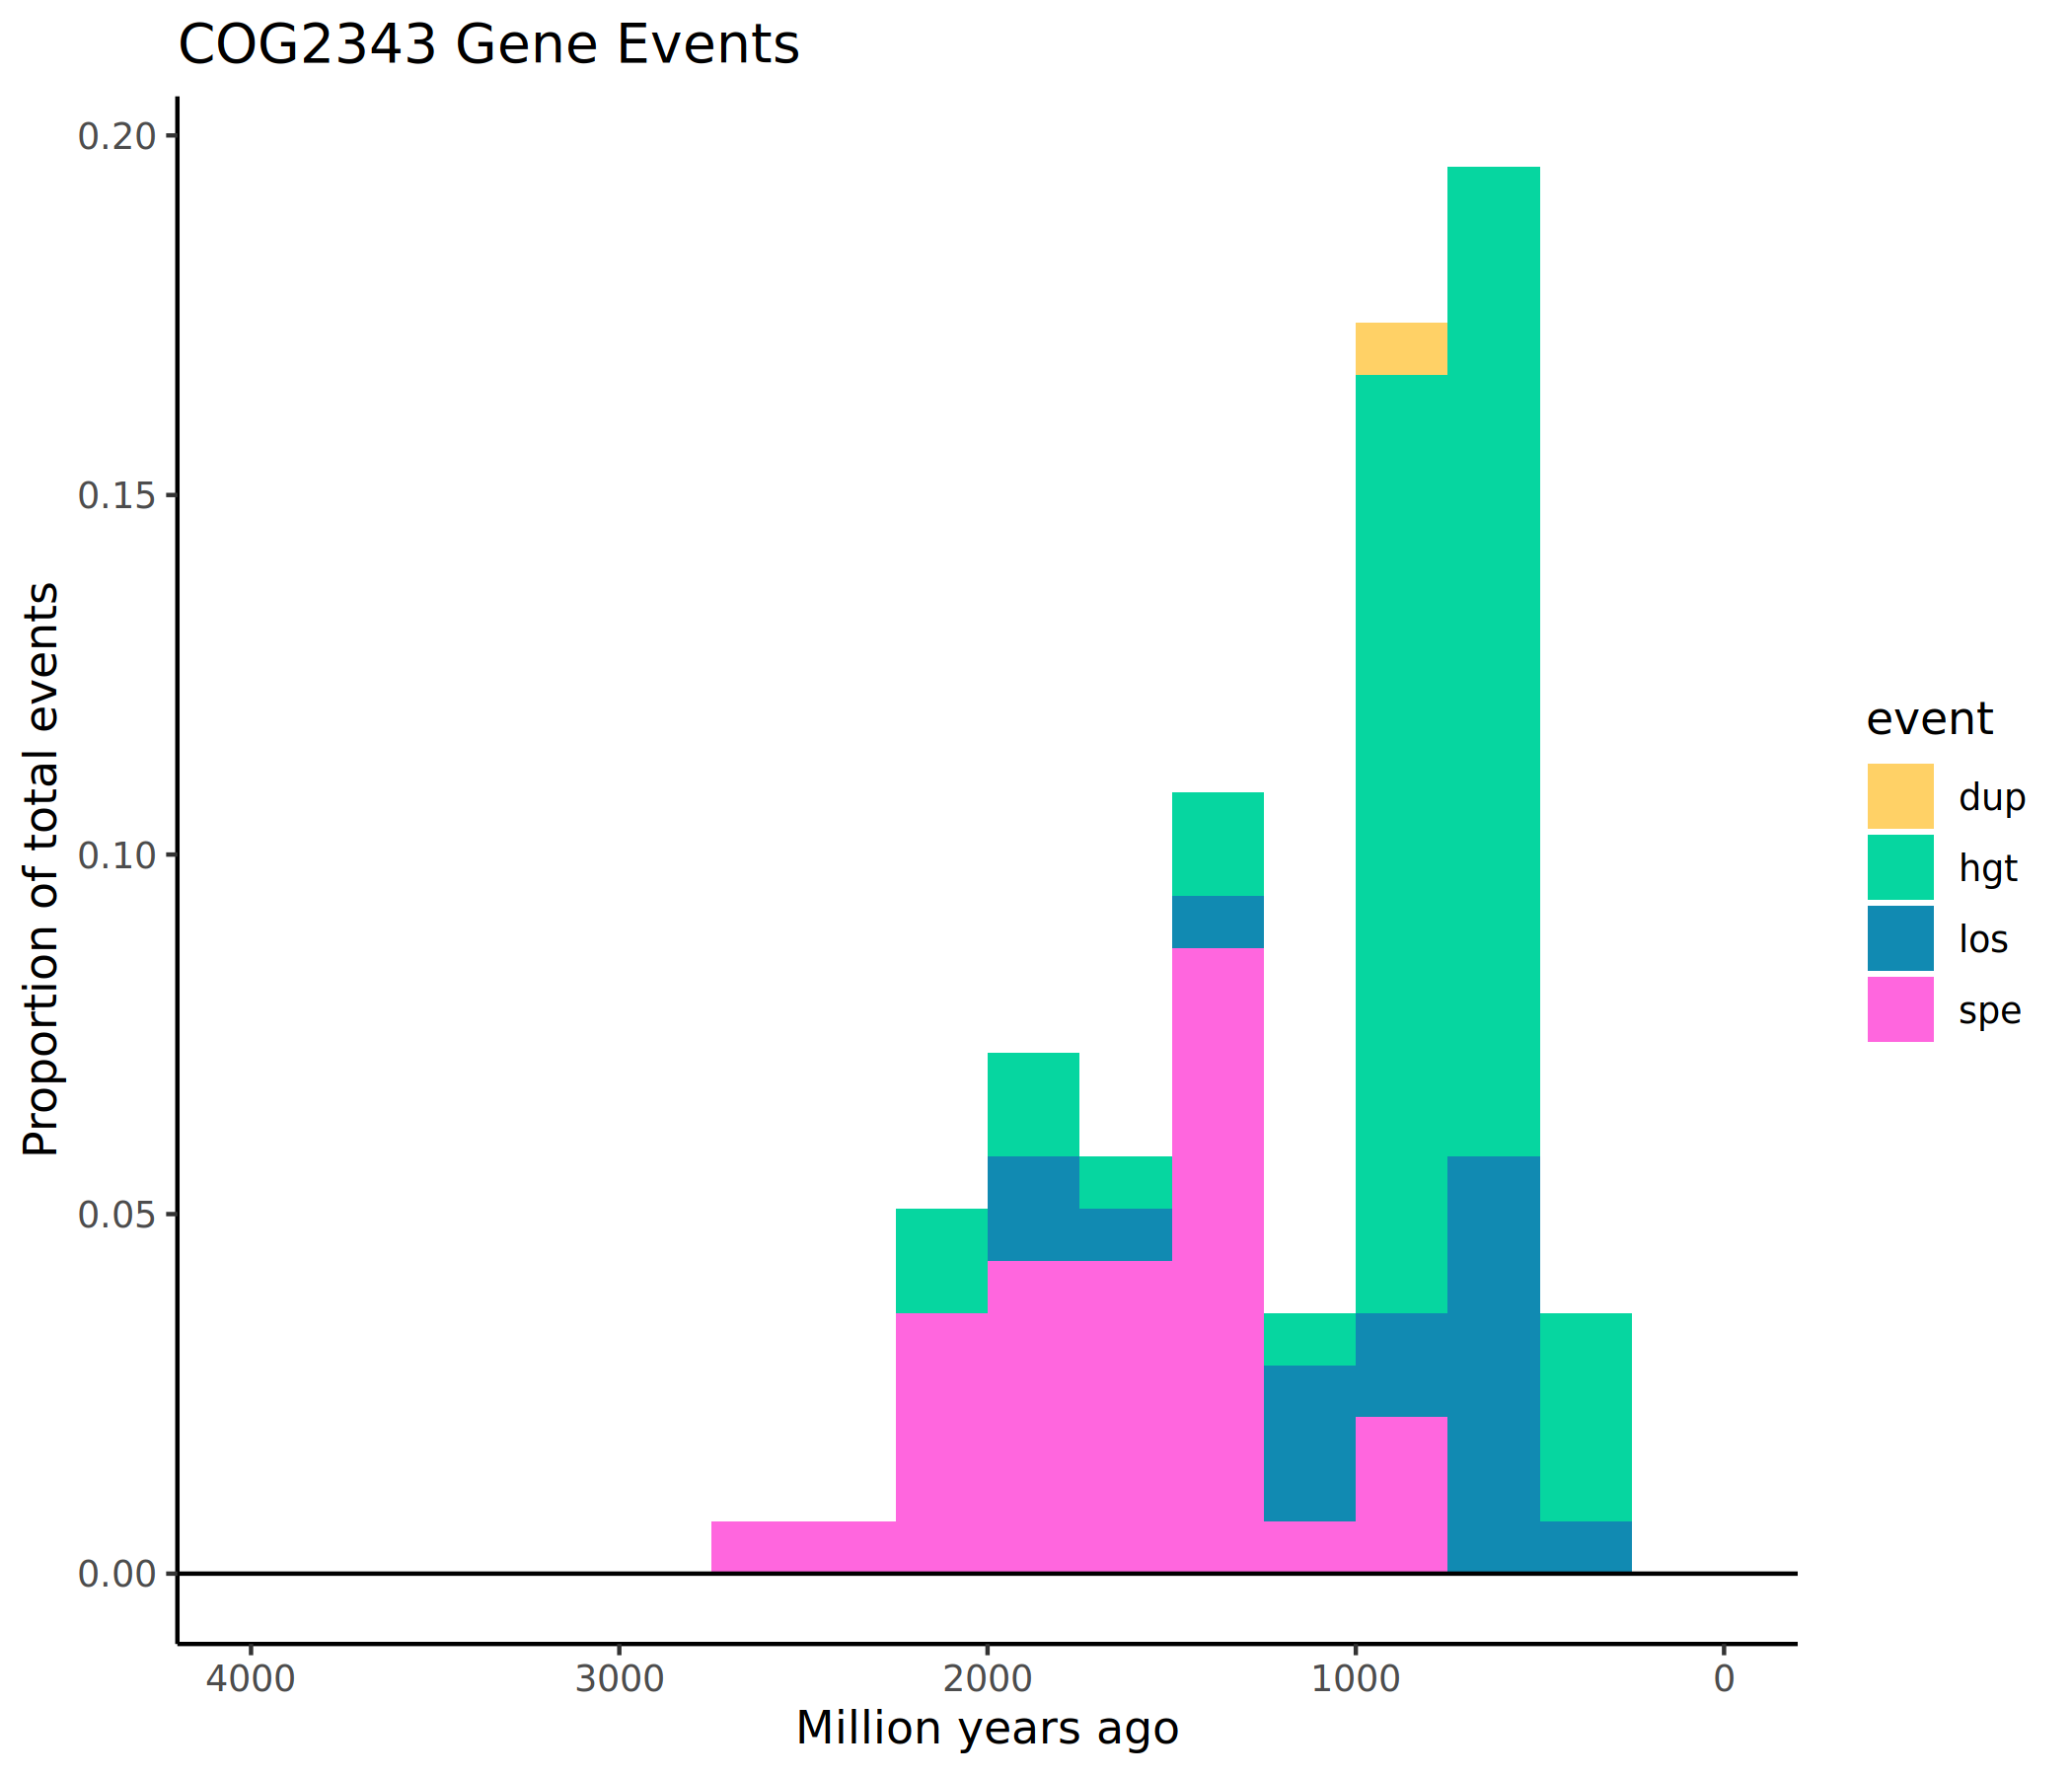 COG2343 Gene Events
0.20
0.15
0.10
0.05
0.00
Proportion of total events
4000 3000 2000 1000 0
Million years ago
event
dup
hgt
los
spe